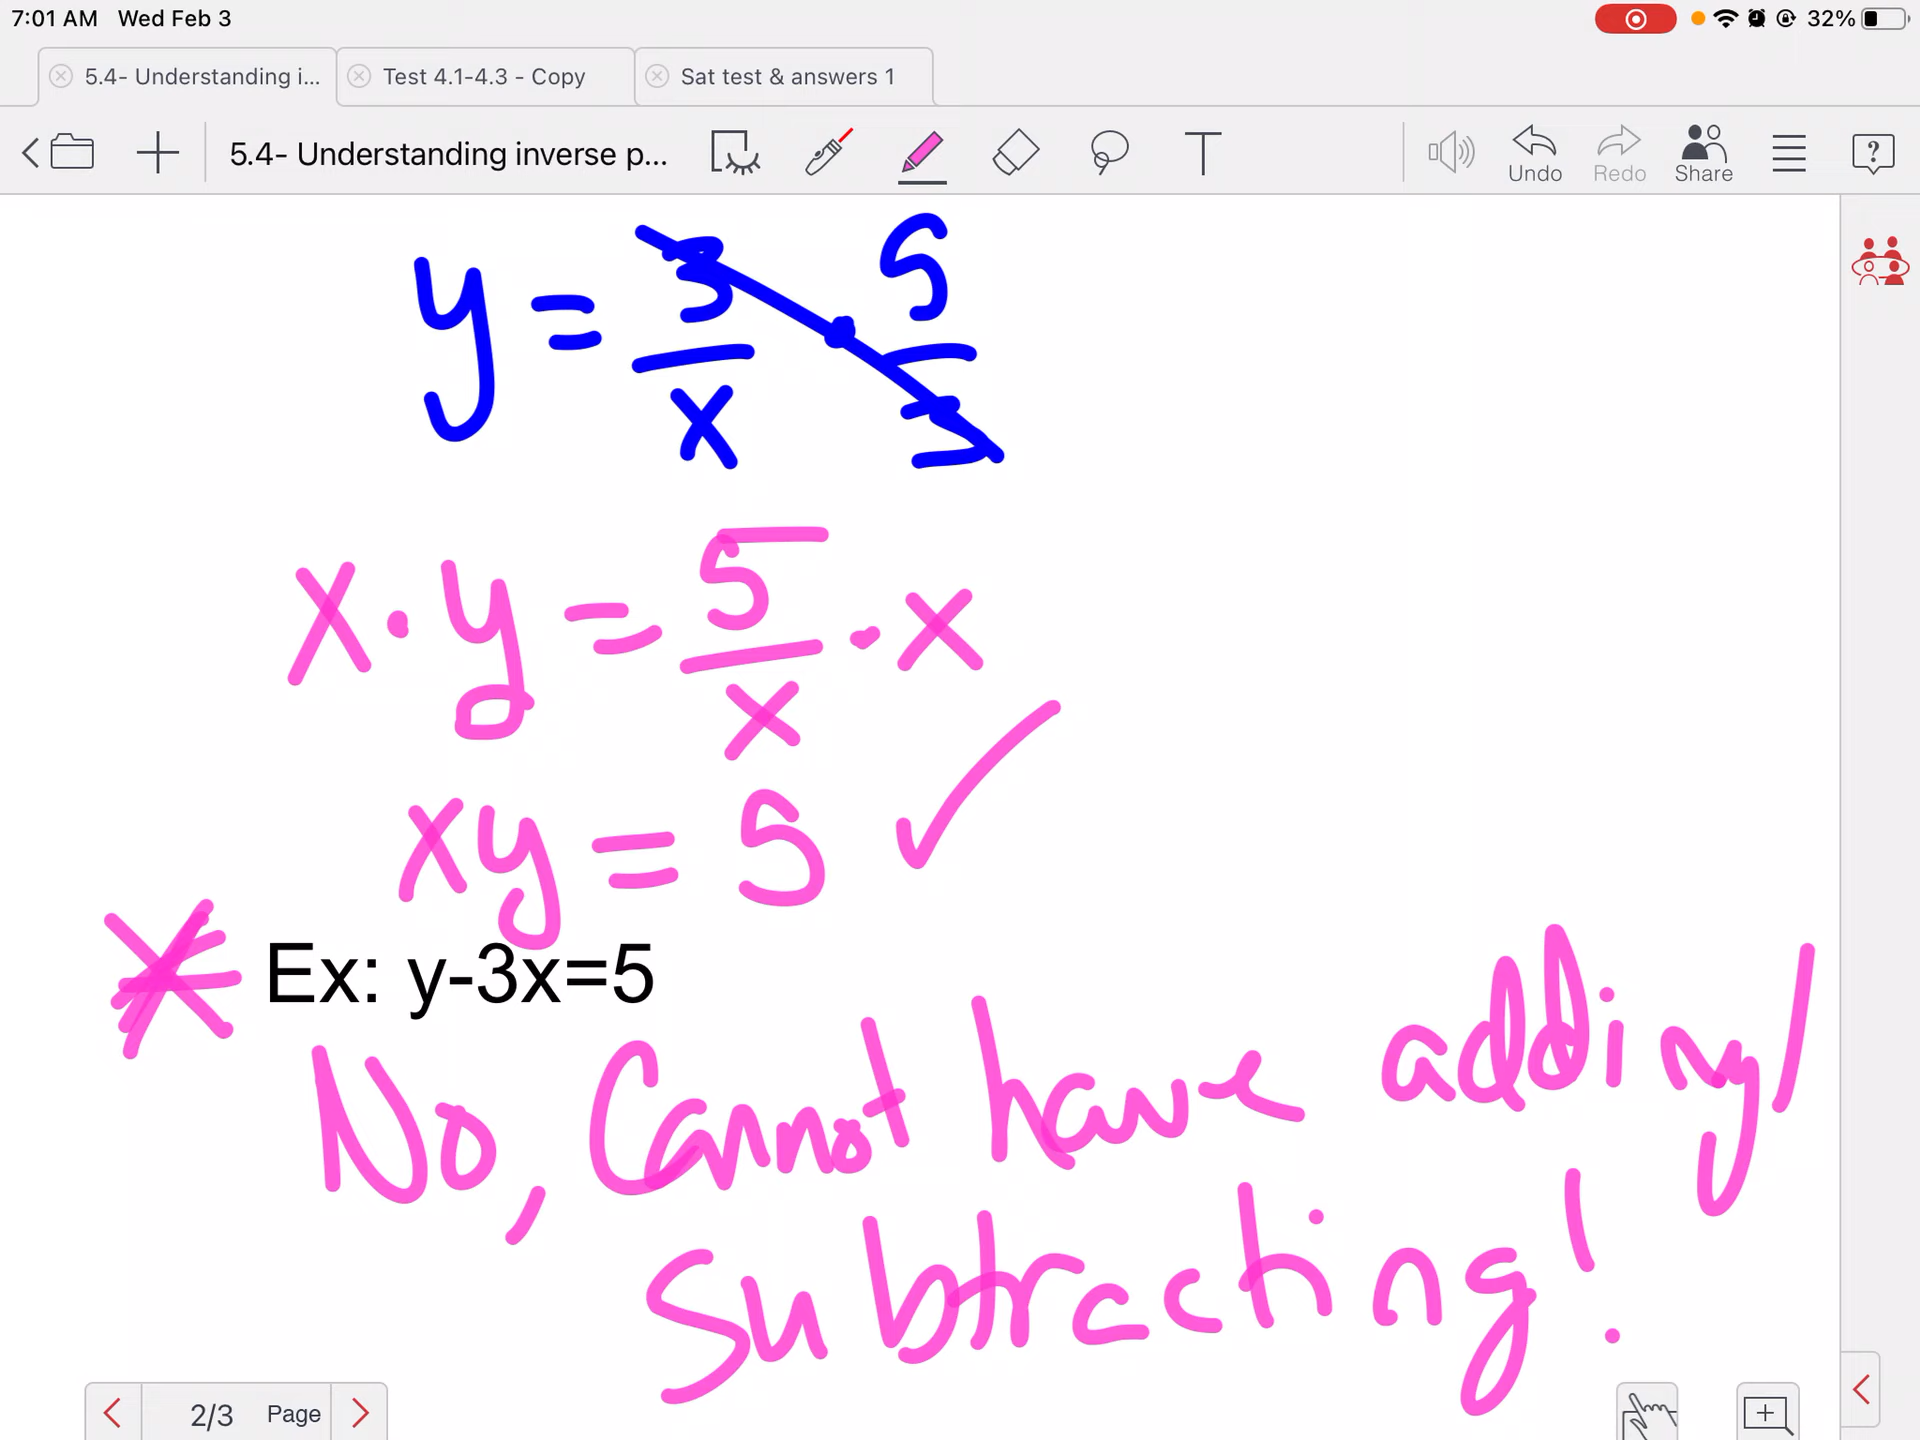 7:01 AM Wed Feb 3 32%
5.4- Understanding i... Test 4.1-4.3 - Copy Sat test & answers 1
5.4- Understanding inverse p... T Undo Redo Share ?
y = 3/x · 5/3
x · y = 5/x · x
xy = 5 ✓
Ex: y-3x=5
No, Cannot have adding/
Subtracting!
2/3 Page